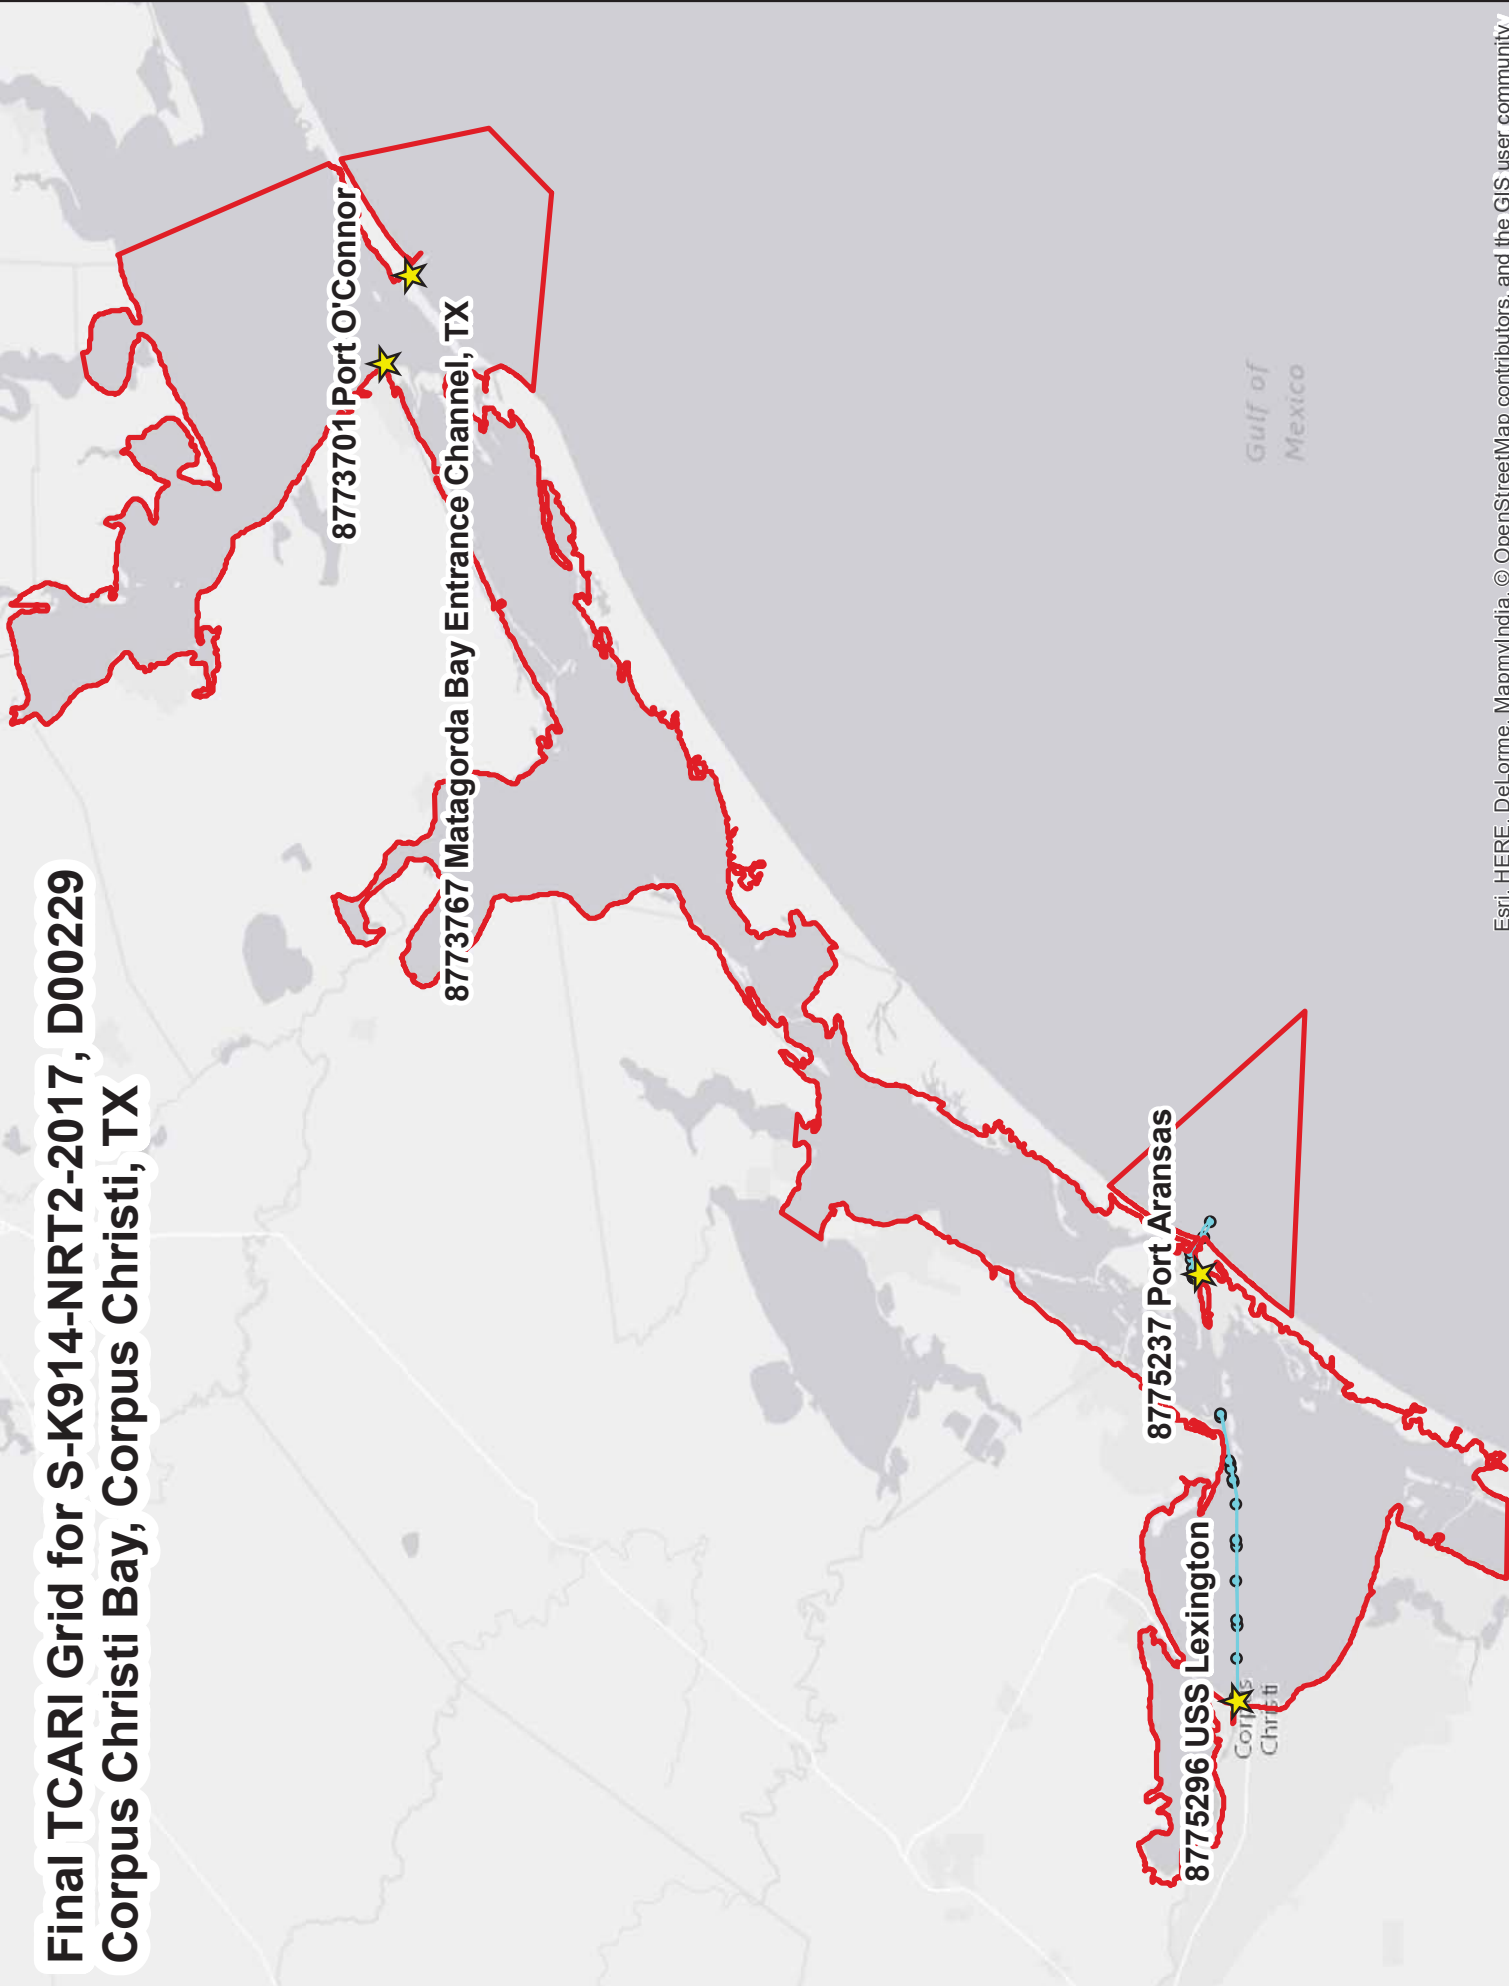 Final TCARI Grid for S-K914-NRT2-2017, D00229
Corpus Christi Bay, Corpus Christi, TX
8773701 Port O'Connor
8773767 Matagorda Bay Entrance Channel, TX
8775237 Port Aransas
8775296 USS Lexington
Corpus
Christi
Gulf of
Mexico
Esri, HERE, DeLorme, MapmyIndia, © OpenStreetMap contributors, and the GIS user community